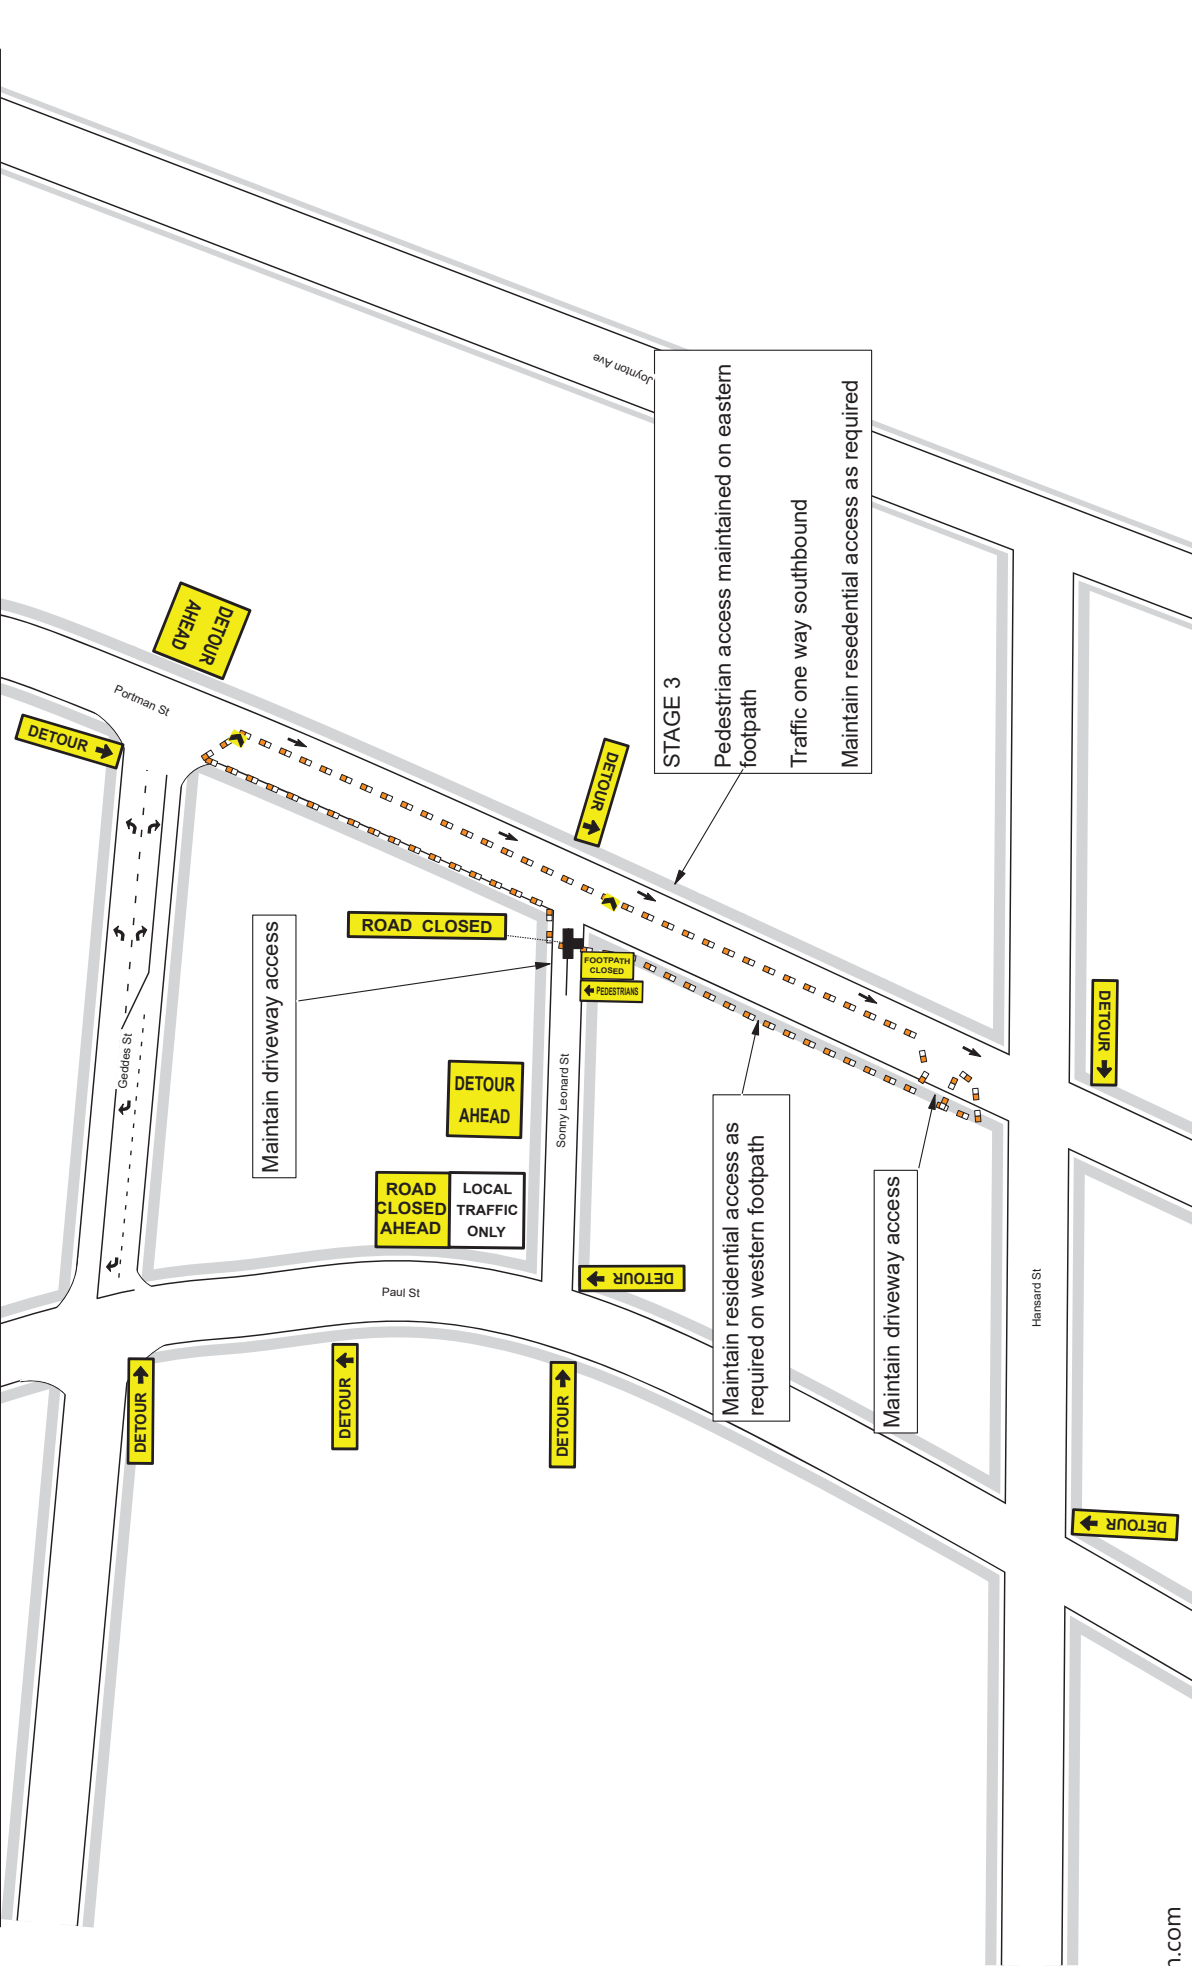 Joynton Ave
DETOUR
AHEAD
Portman St
DETOUR
DETOUR
STAGE 3
Pedestrian access maintained on eastern
footpath
Traffic one way southbound
Maintain resedential access as required
ROAD CLOSED
Maintain driveway access
FOOTPATH
CLOSED
PEDESTRIANS
Geddes St
DETOUR
AHEAD
Sonny Leonard St
DETOUR
ROAD
CLOSED
AHEAD
LOCAL
TRAFFIC
ONLY
Maintain residential access as
required on western footpath
Maintain driveway access
Paul St
DETOUR
Hansard St
DETOUR
DETOUR
DETOUR
DETOUR
n.com